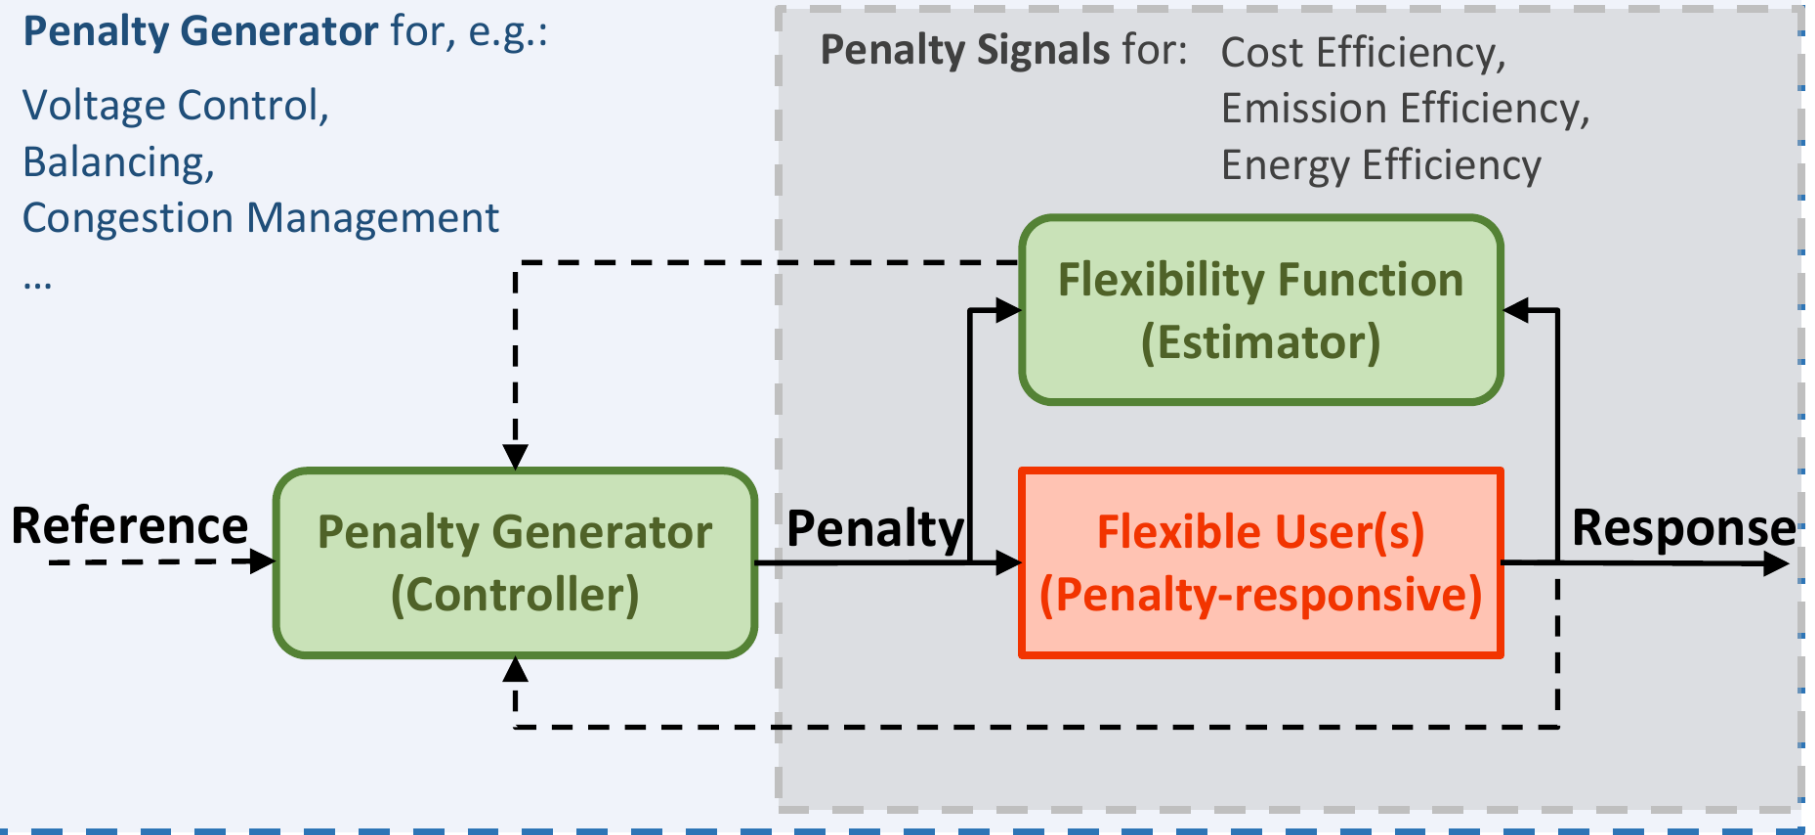 Penalty Generator for, e.g.:
Voltage Control,
Balancing,
Congestion Management
...
Penalty Signals for: Cost Efficiency,
Emission Efficiency,
Energy Efficiency
Flexibility Function
(Estimator)
Reference
Penalty Generator
(Controller)
Penalty
Flexible User(s)
(Penalty-responsive)
Response